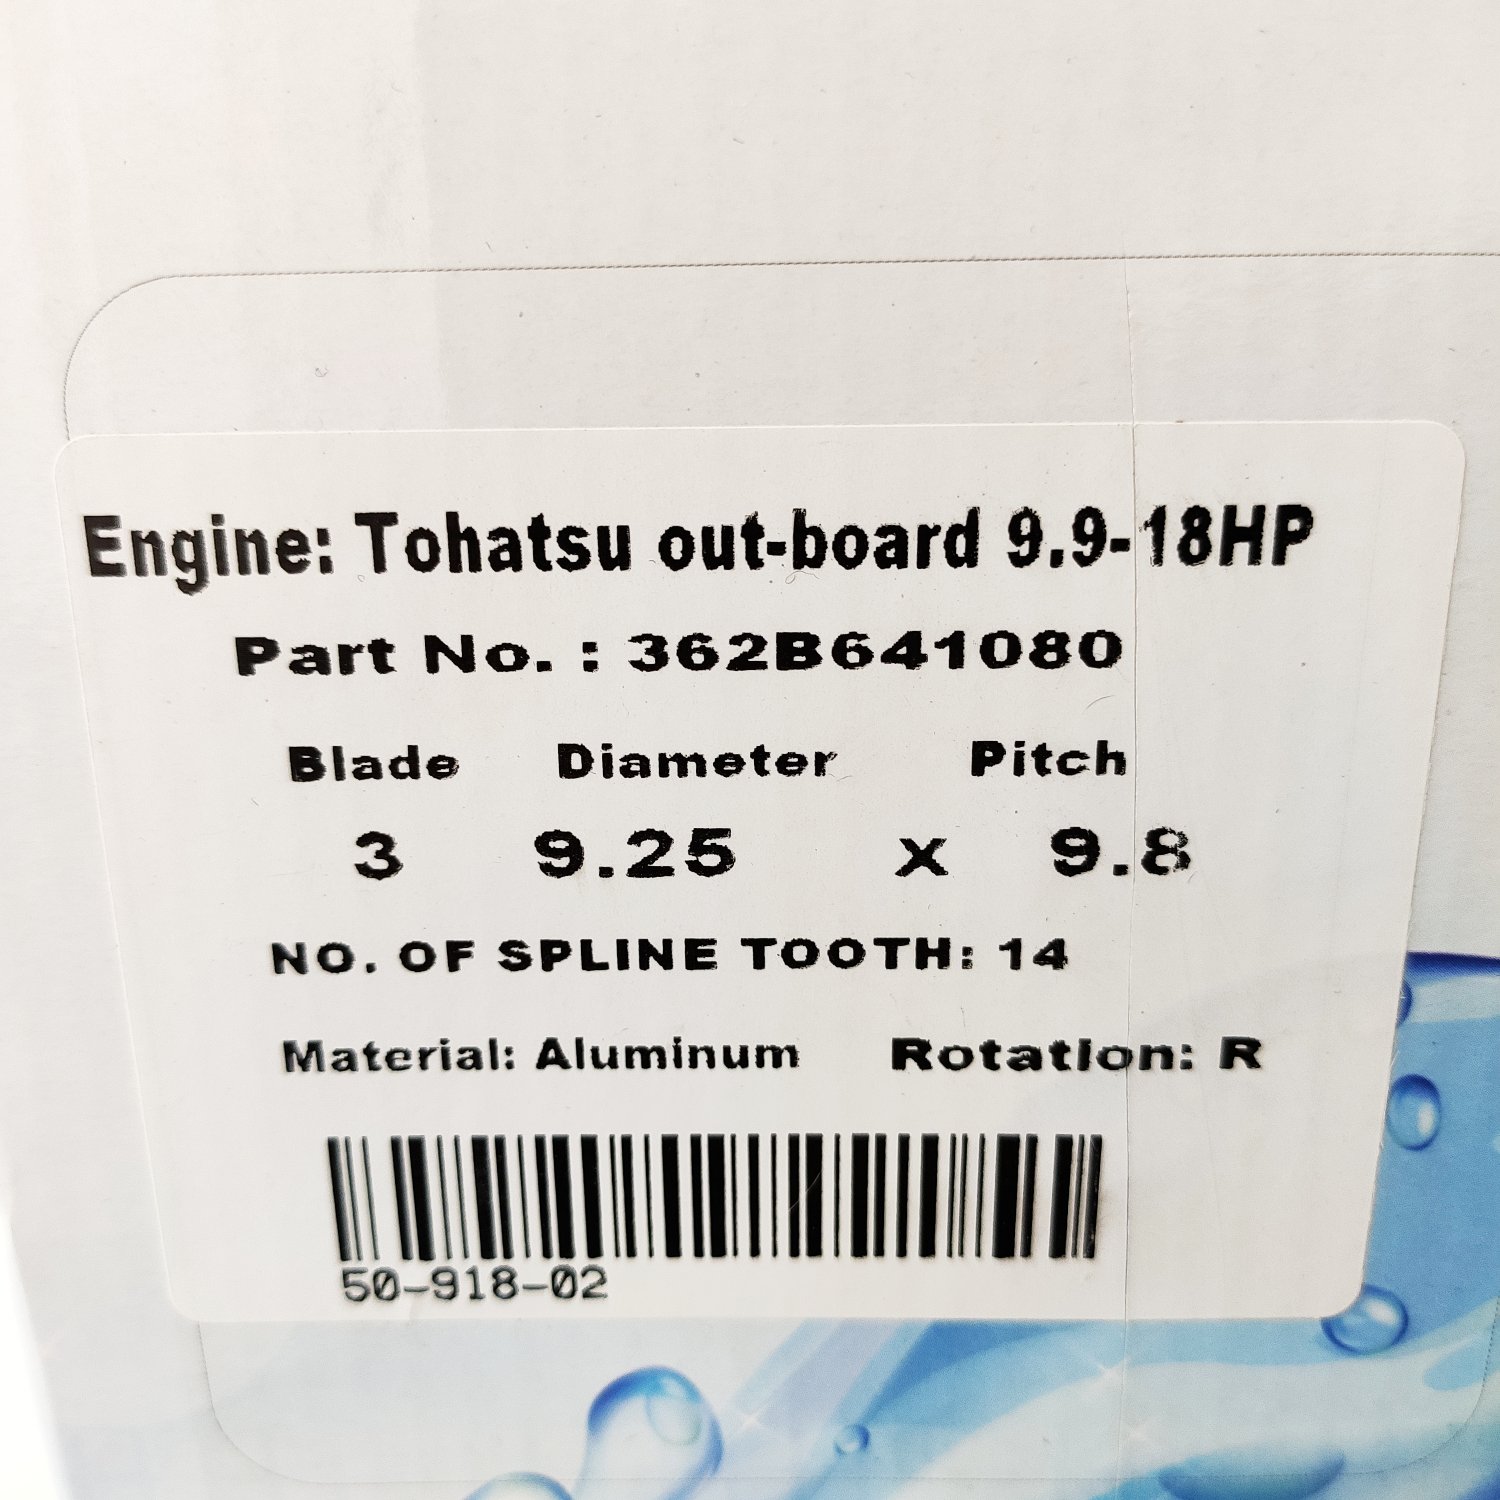 Engine: Tohatsu out-board 9.9-18HP
Part No. : 362B641080
Blade Diameter Pitch
3 9.25 x 9.8
NO. OF SPLINE TOOTH: 14
Material: Aluminum Rotation: R
50-918-02